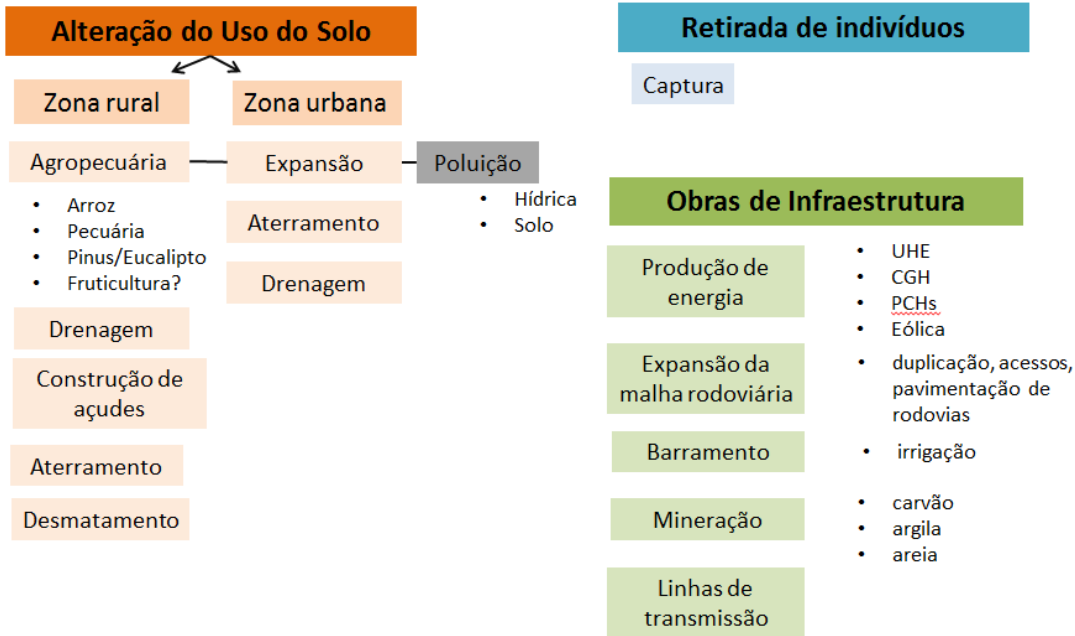 Alteração do Uso do Solo
Zona rural
Zona urbana
Agropecuária
Expansão
Poluição
• Hídrica
• Solo
• Arroz
• Pecuária
• Pinus/Eucalipto
• Fruticultura?
Aterramento
Drenagem
Drenagem
Construção de
açudes
Aterramento
Desmatamento
Retirada de indivíduos
Captura
Obras de Infraestrutura
Produção de
energia
• UHE
• CGH
• PCHs
• Eólica
Expansão da
malha rodoviária
• duplicação, acessos,
pavimentação de
rodovias
Barramento
• irrigação
Mineração
• carvão
• argila
• areia
Linhas de
transmissão